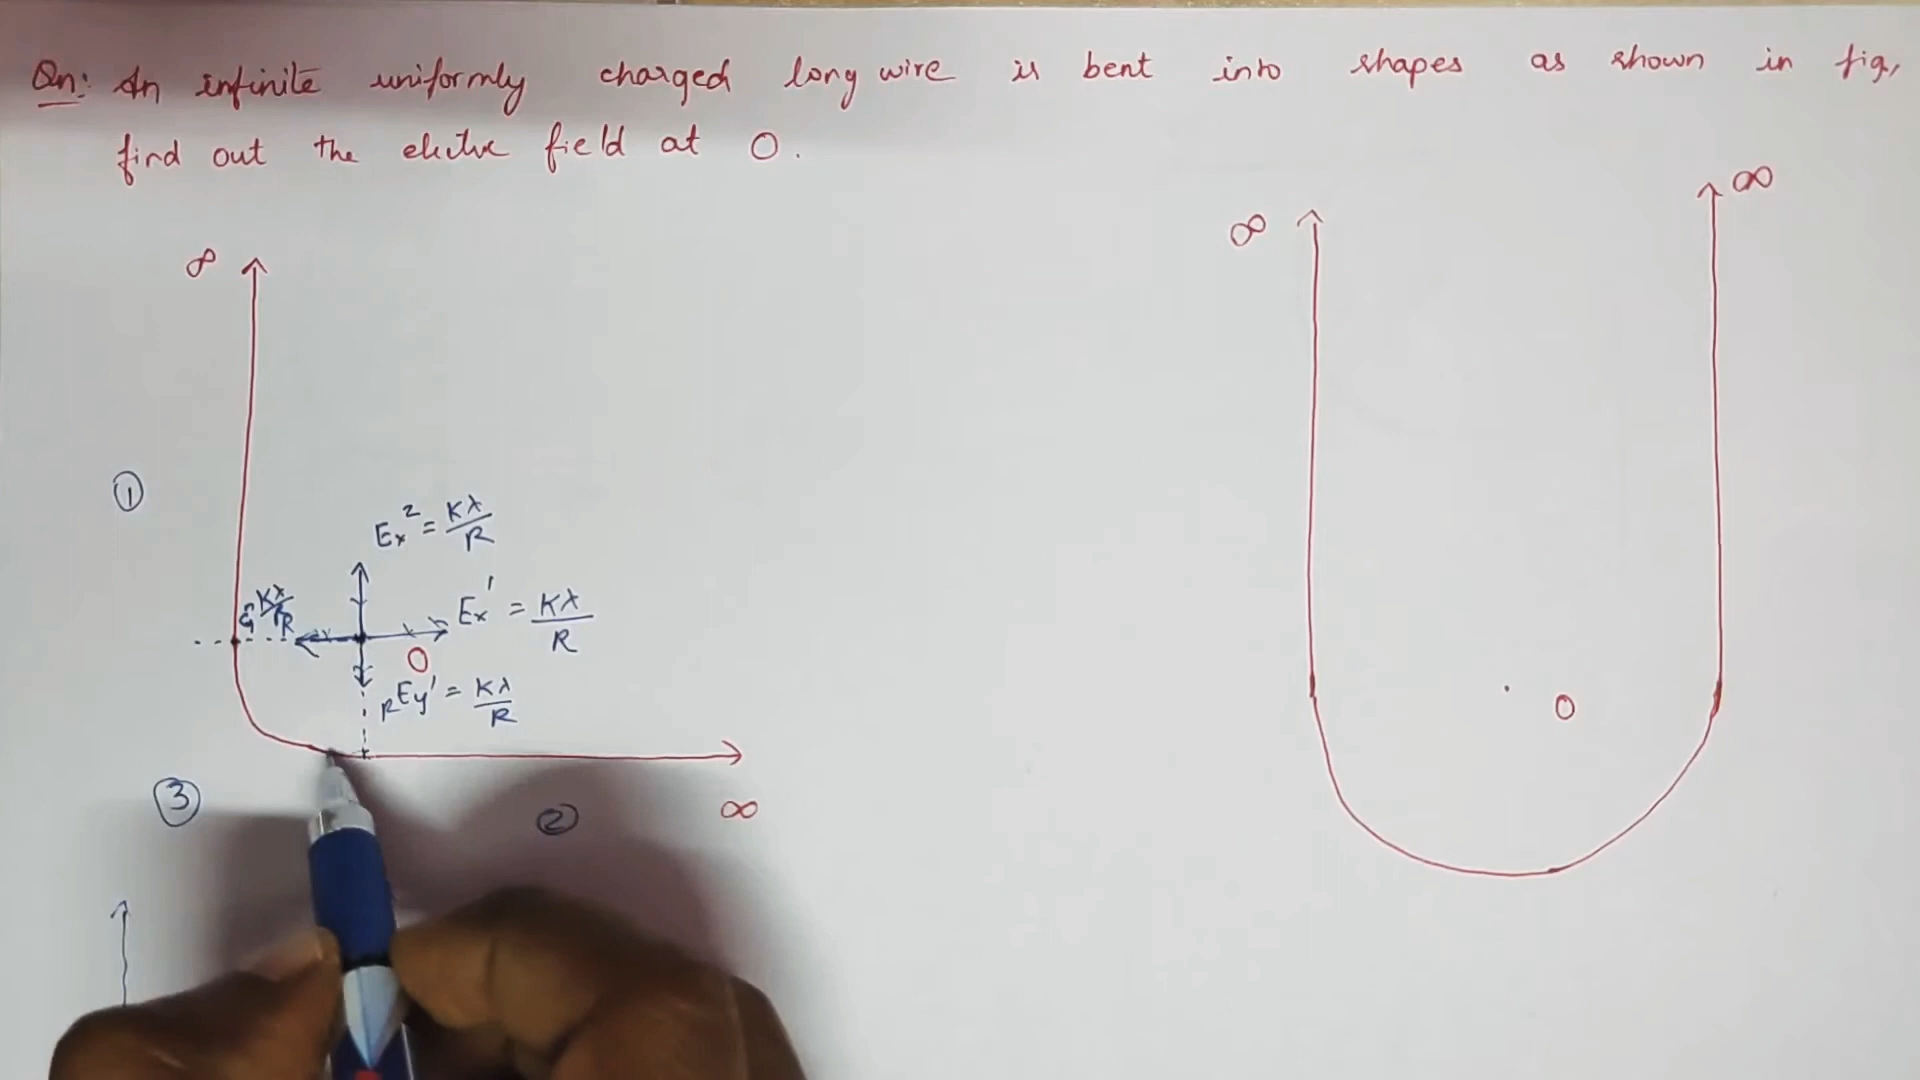 Qn: An infinite uniformly charged long wire is bent into shapes as shown in fig,
find out the electric field at O.
∞
∞
∞
①
Ex² = Kλ/R
Kλ/R
Ex' = Kλ/R
O
R Ey' = Kλ/R
O
③
②
∞